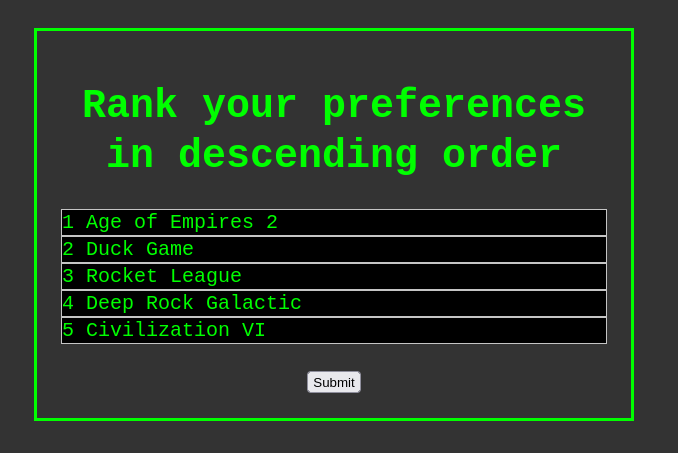 Rank your preferences
in descending order
1 Age of Empires 2
2 Duck Game
3 Rocket League
4 Deep Rock Galactic
5 Civilization VI
Submit